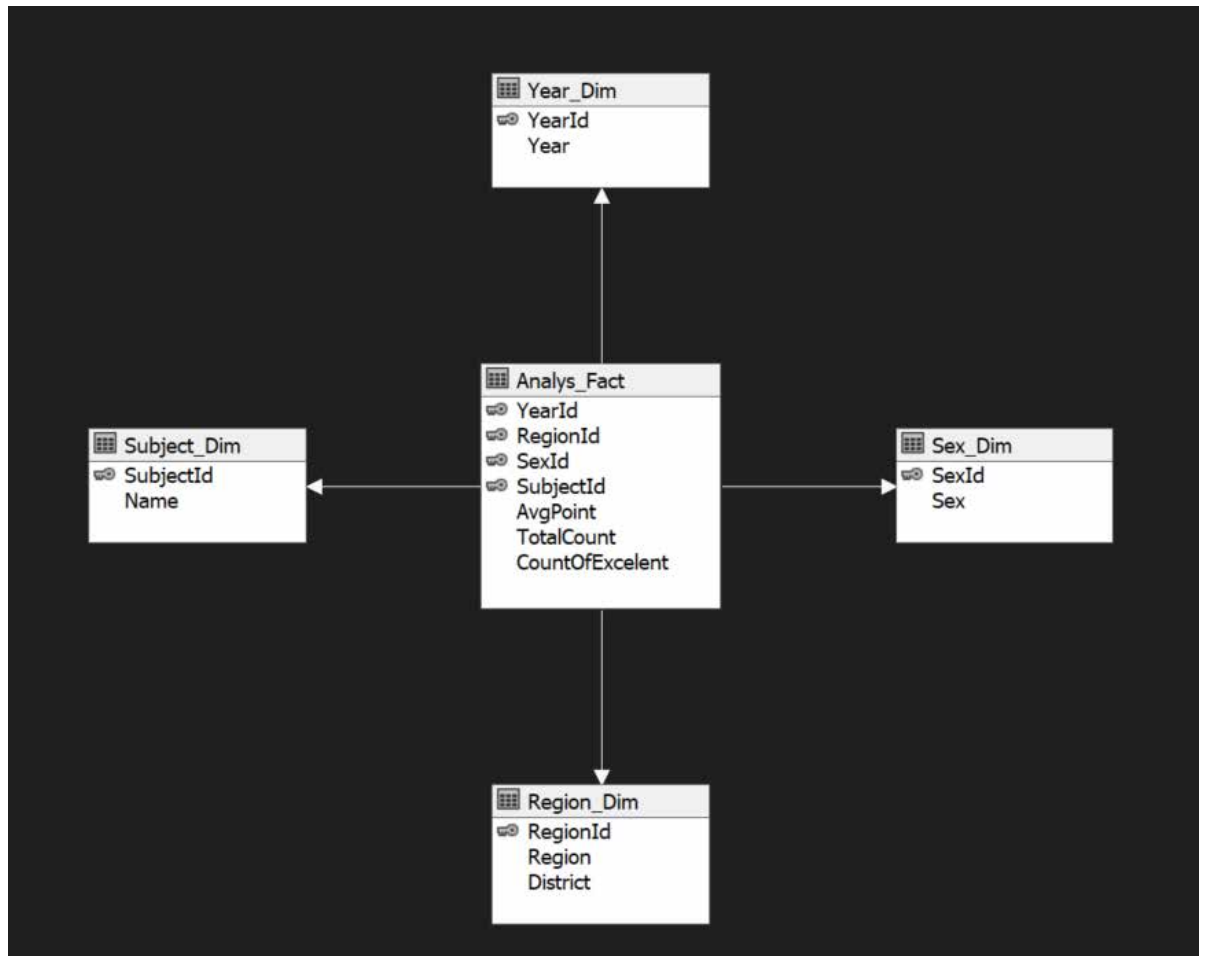 Year_Dim
YearId
Year
Analys_Fact
YearId
RegionId
SexId
SubjectId
AvgPoint
TotalCount
CountOfExcelent
Subject_Dim
SubjectId
Name
Sex_Dim
SexId
Sex
Region_Dim
RegionId
Region
District